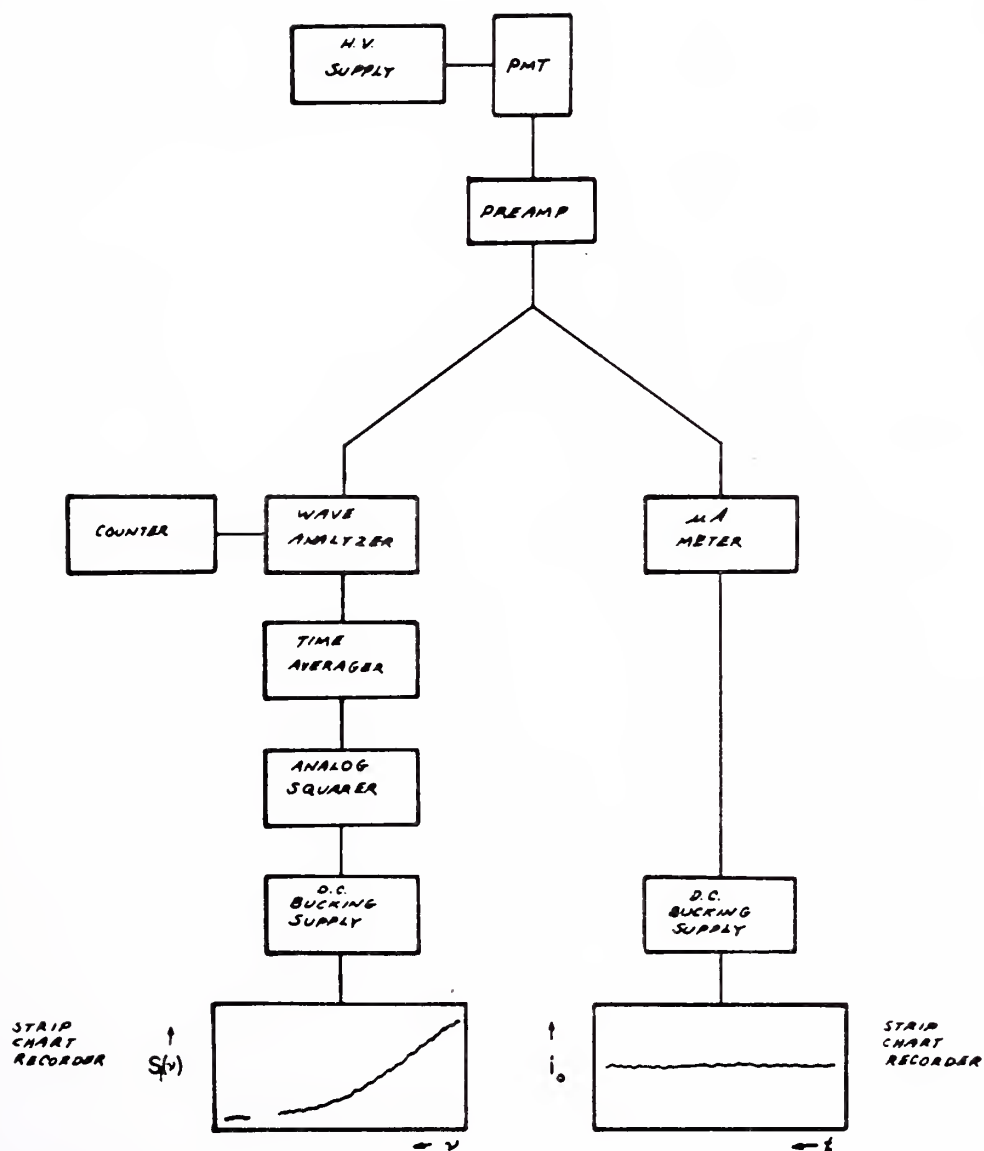 H.V.
SUPPLY
PMT
PREAMP
COUNTER
WAVE
ANALYZER
μA
METER
TIME
AVERAGER
ANALOG
SQUARER
D.C.
BUCKING
SUPPLY
D.C.
BUCKING
SUPPLY
STRIP
CHART
RECORDER
↑
S(ν)
← ν
↑
i₀
← t
STRIP
CHART
RECORDER